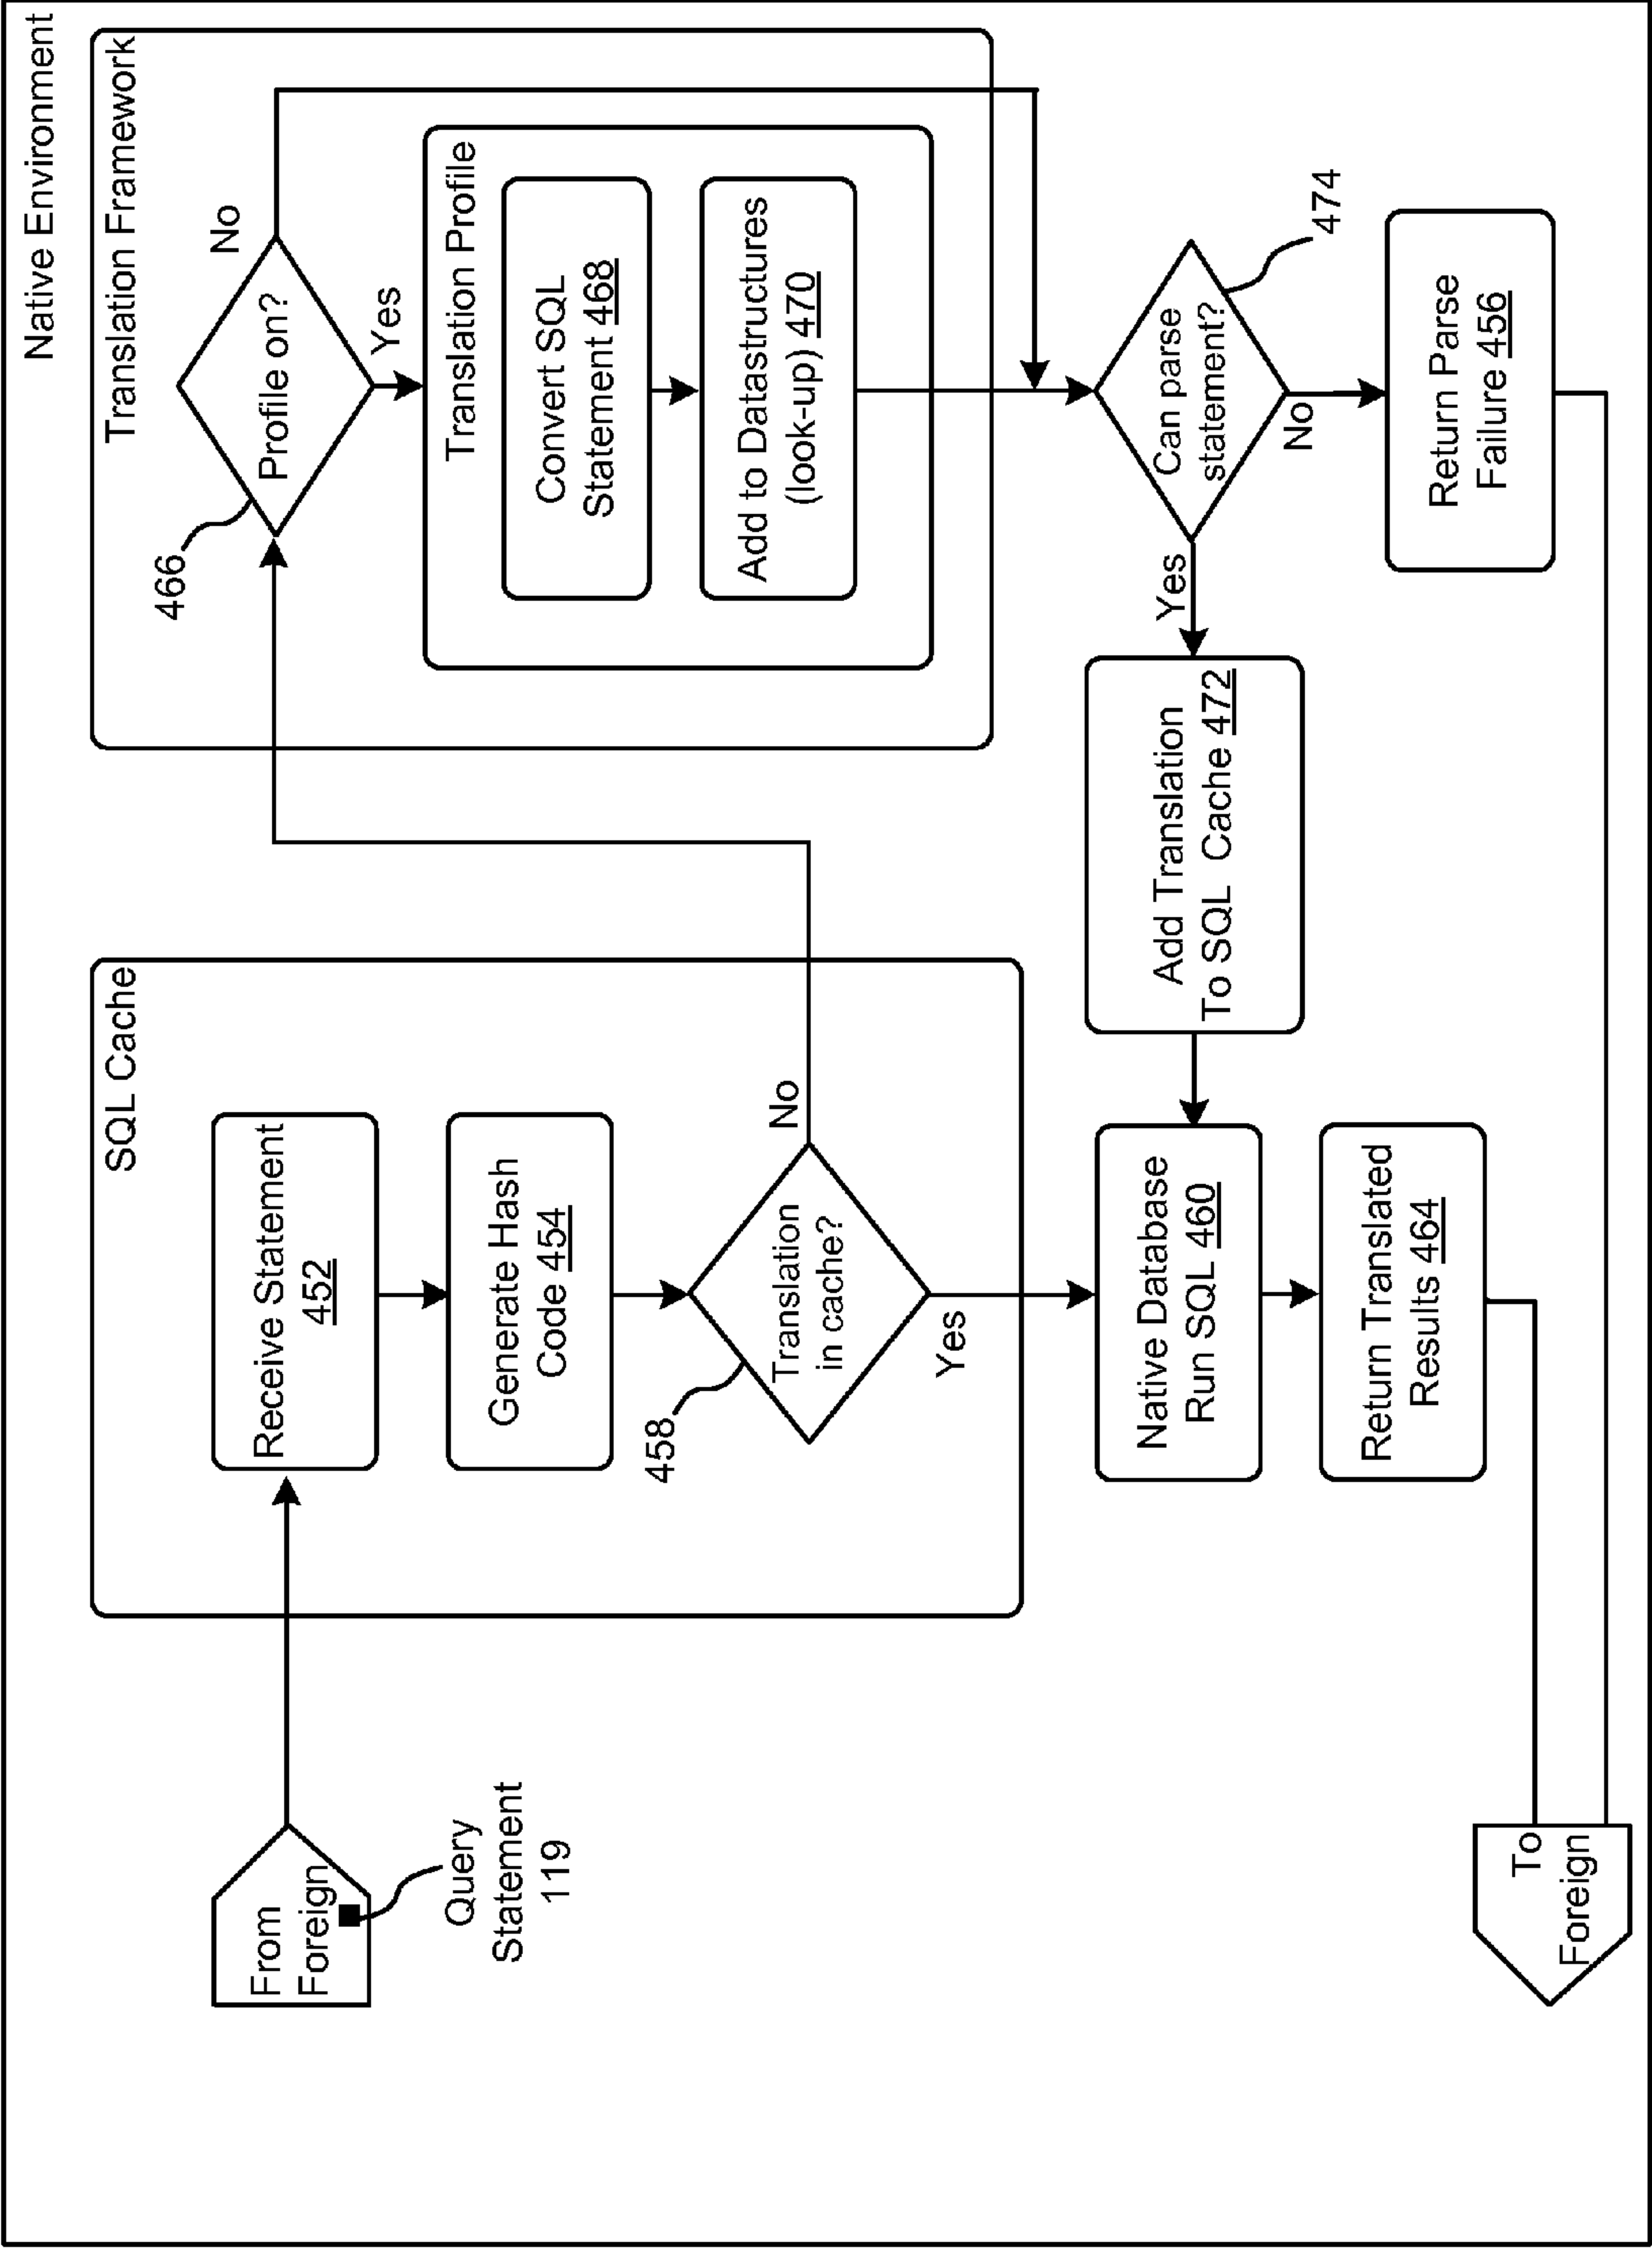 Native Environment
SQL Cache
Translation Framework
From
Foreign
Query
Statement
119
Receive Statement
452
Generate Hash
Code 454
458
Translation
in cache?
No
Yes
466
Profile on?
No
Yes
Translation Profile
Convert SQL
Statement 468
Add to Datastructures
(look-up) 470
Native Database
Run SQL 460
Return Translated
Results 464
Add Translation
To SQL Cache 472
Yes
Can parse
statement?
474
No
Return Parse
Failure 456
To
Foreign